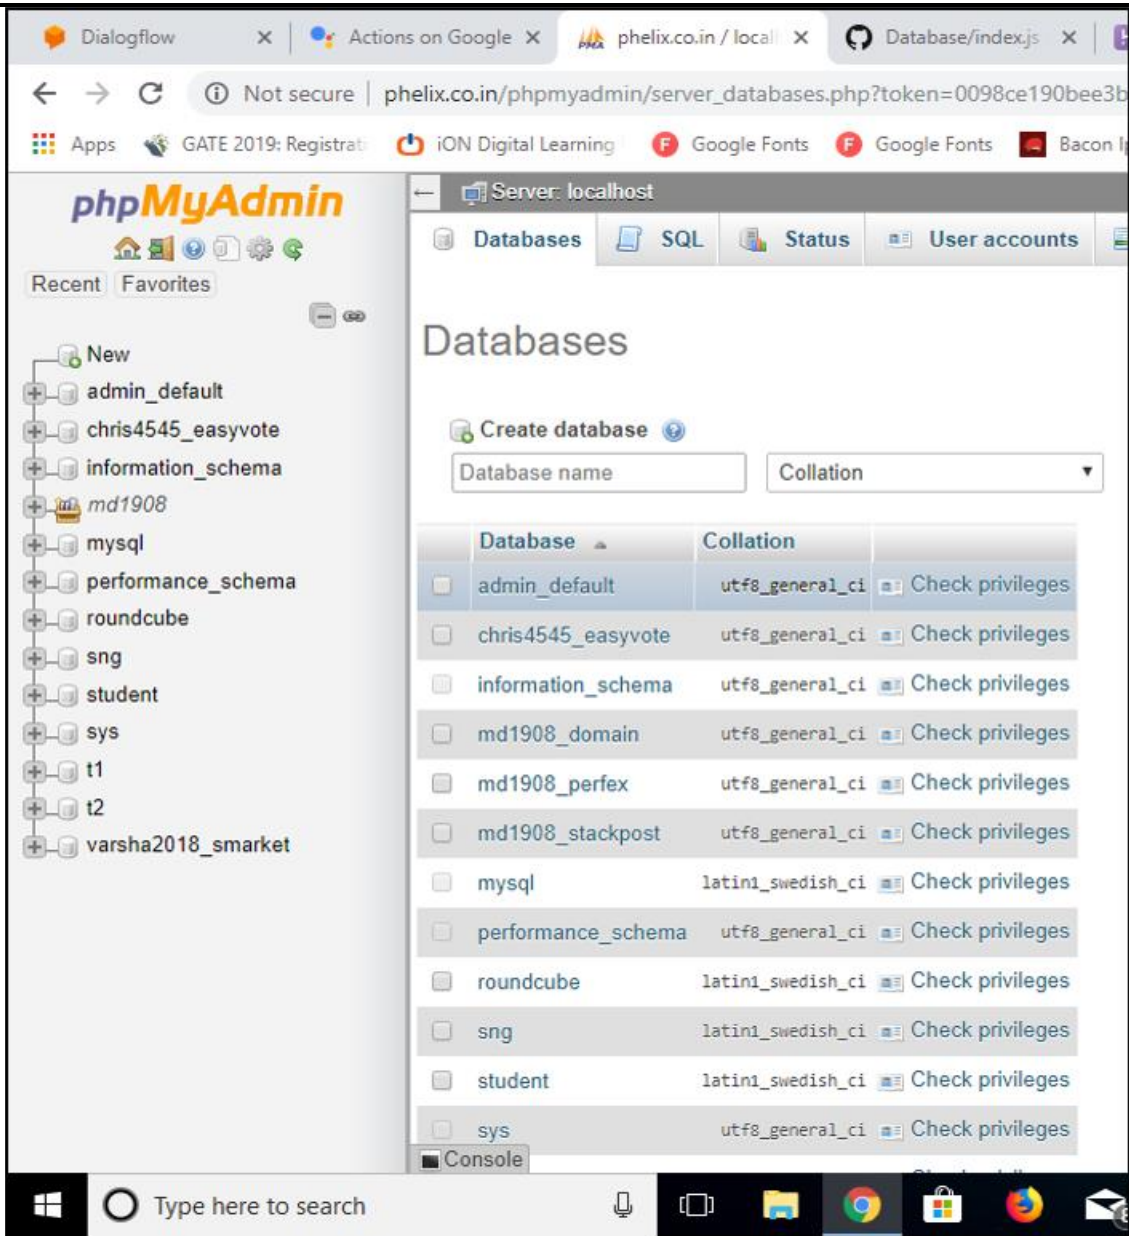 Dialogflow Actions on Google phelix.co.in / local Database/index.js
Not secure phelix.co.in/phpmyadmin/server_databases.php?token=0098ce190bee3b
Apps GATE 2019: Registrat iON Digital Learning Google Fonts Google Fonts Bacon
phpMyAdmin
Recent Favorites
New
admin_default
chris4545_easyvote
information_schema
md1908
mysql
performance_schema
roundcube
sng
student
sys
t1
t2
varsha2018_smarket
Server: localhost
Databases SQL Status User accounts
Databases
Create database
Database name Collation
Database Collation
admin_default utf8_general_ci Check privileges
chris4545_easyvote utf8_general_ci Check privileges
information_schema utf8_general_ci Check privileges
md1908_domain utf8_general_ci Check privileges
md1908_perfex utf8_general_ci Check privileges
md1908_stackpost utf8_general_ci Check privileges
mysql latin1_swedish_ci Check privileges
performance_schema utf8_general_ci Check privileges
roundcube latin1_swedish_ci Check privileges
sng latin1_swedish_ci Check privileges
student latin1_swedish_ci Check privileges
sys utf8_general_ci Check privileges
Console
Type here to search